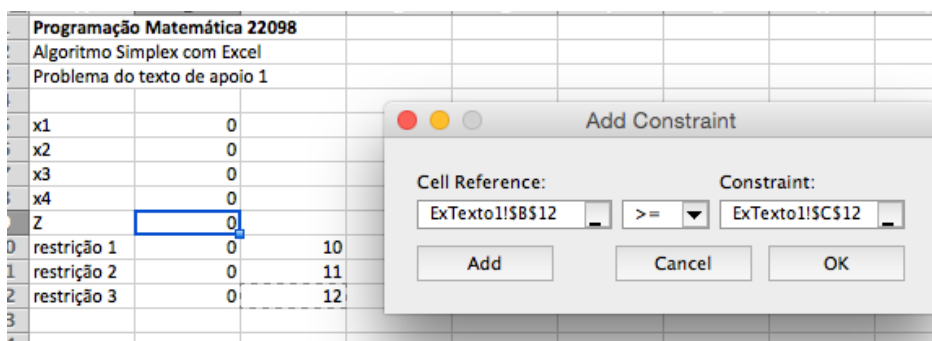 Programação Matemática 22098
Algoritmo Simplex com Excel
Problema do texto de apoio 1
Add Constraint
x1 0
x2 0
x3 0
x4 0
Z 0
restrição 1 0 10
restrição 2 0 11
restrição 3 0 12
Cell Reference: Constraint:
ExTexto1!$B$12 >= ExTexto1!$C$12
Add Cancel OK